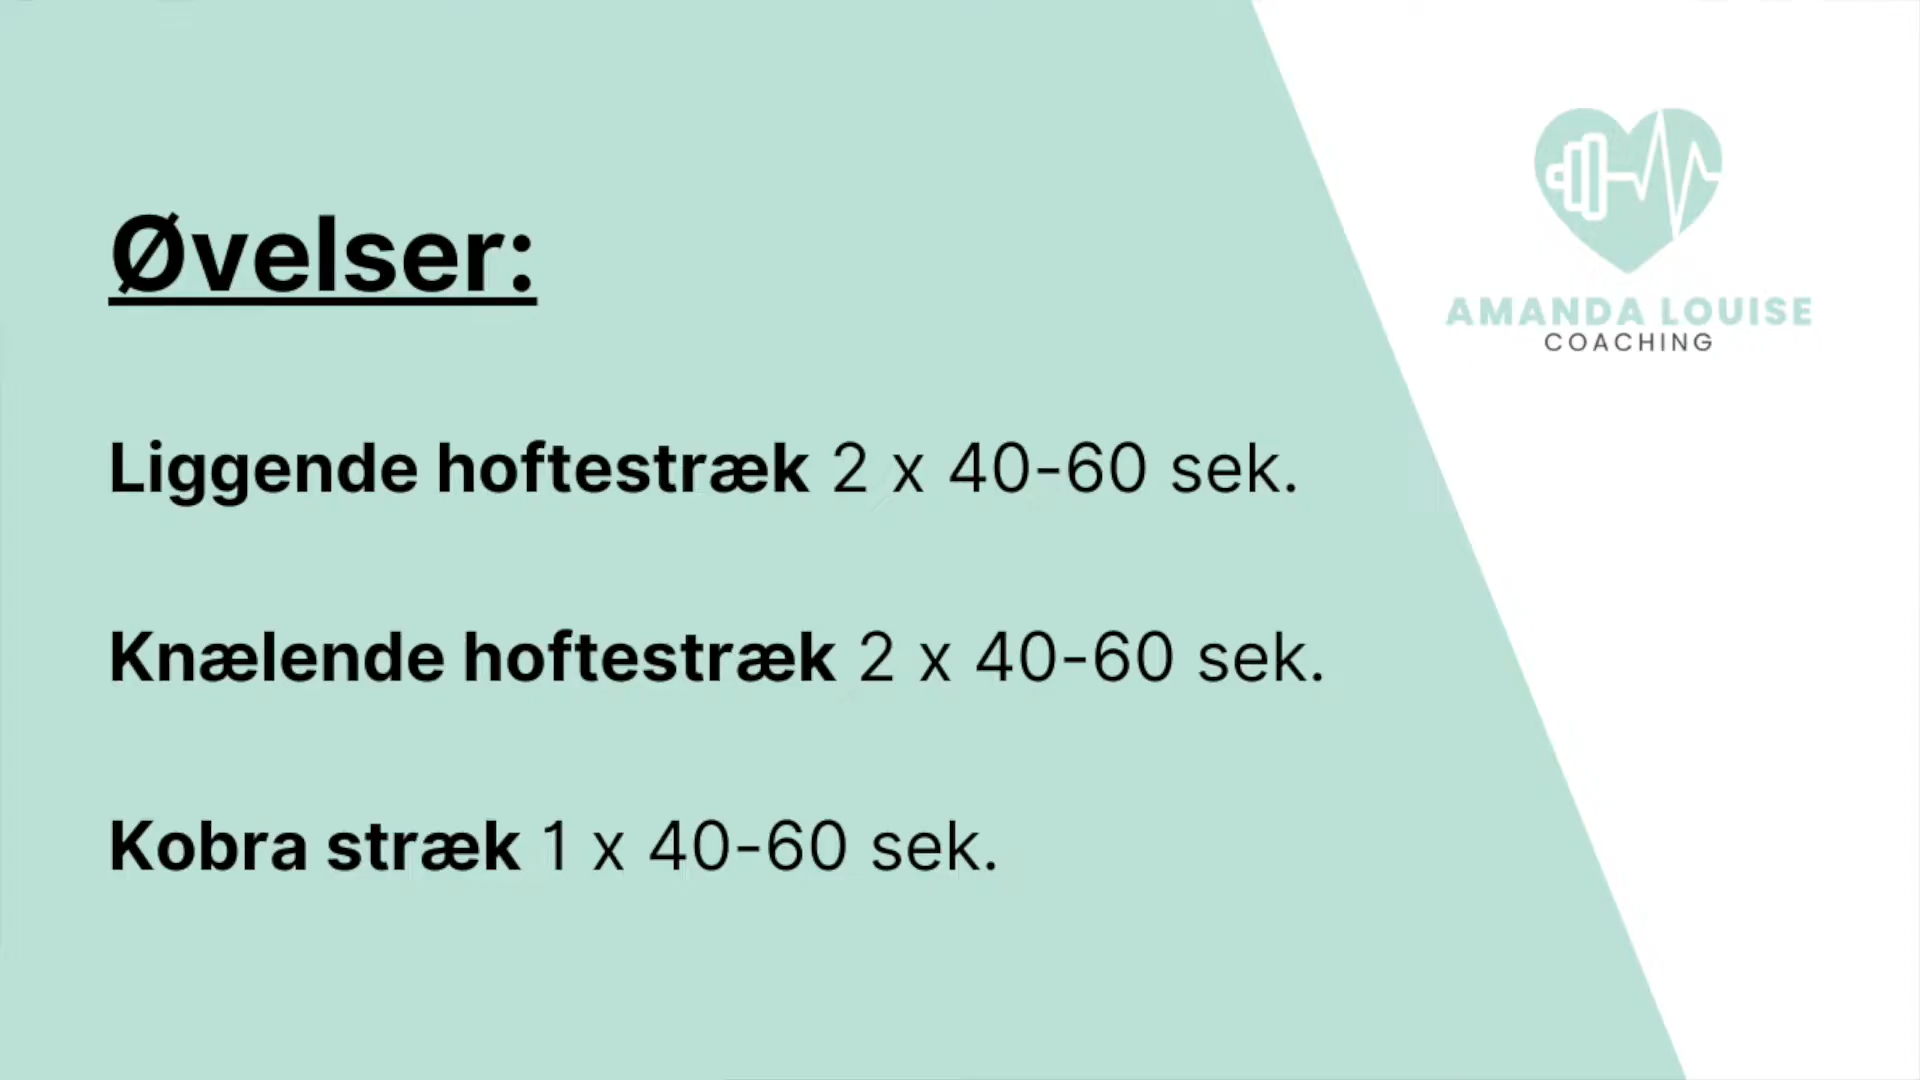 Øvelser:
AMANDA LOUISE
COACHING
Liggende hoftestræk 2 x 40-60 sek.
Knælende hoftestræk 2 x 40-60 sek.
Kobra stræk 1 x 40-60 sek.